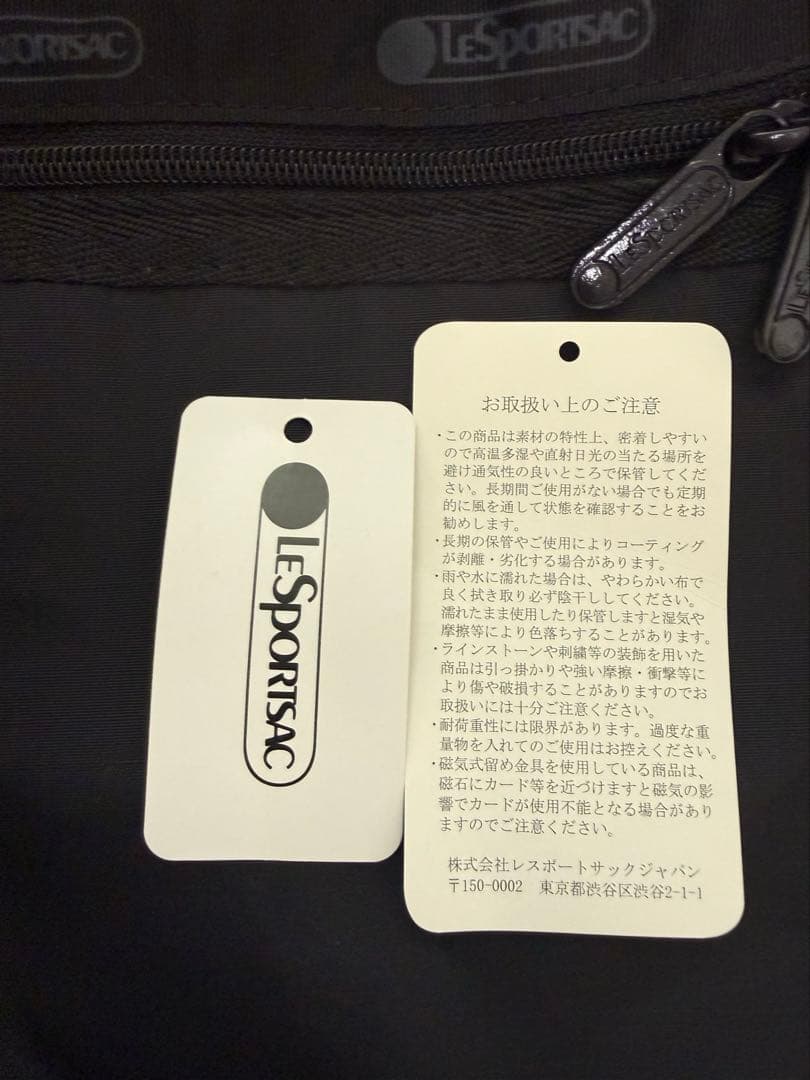 LESPORTSAC
LESPORTSAC
LESPORTSAC
LESPORTSAC
お取扱い上のご注意
・この商品は素材の特性上、密着しやすい
ので高温多湿や直射日光の当たる場所を
避け通気性の良いところで保管してくだ
さい。長期間ご使用がない場合でも定期
的に風を通して状態を確認することをお
勧めします。
・長期の保管やご使用によりコーティング
が剥離・劣化する場合があります。
・雨や水に濡れた場合は、やわらかい布で
良く拭き取り必ず陰干ししてください。
濡れたまま使用したり保管しますと湿気や
摩擦等により色落ちすることがあります。
・ラインストーンや刺繍等の装飾を用いた
商品は引っ掛かりや強い摩擦・衝撃等に
より傷や破損することがありますのでお
取扱いには十分ご注意ください。
・耐荷重性には限界があります。過度な重
量物を入れてのご使用はお控えください。
・磁気式留め金具を使用している商品は、
磁石にカード等を近づけますと磁気の影
響でカードが使用不能となる場合があり
ますのでご注意ください。
株式会社レスポートサックジャパン
〒150-0002 東京都渋谷区渋谷2-1-1